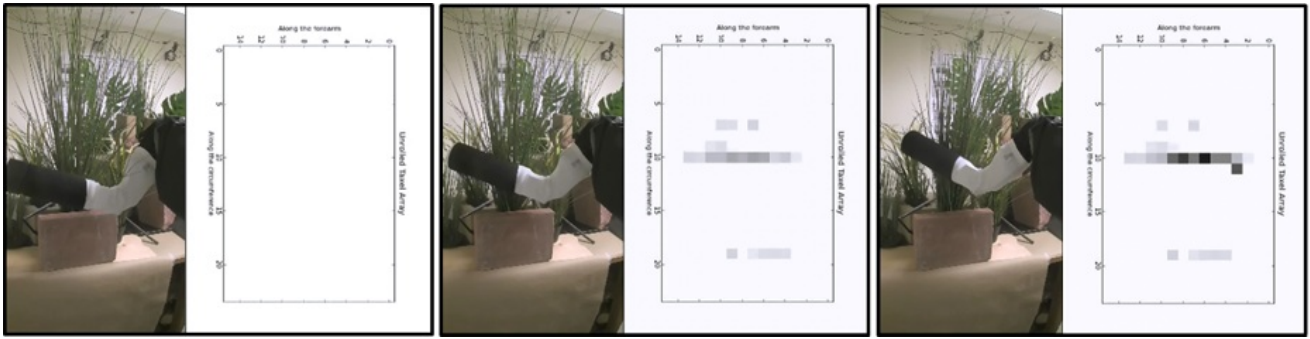 Along the forearm
14 12 10 8 6 4 2 0
0
5
10
15
20
Along the circumference
Unrolled Taxel Array
Along the forearm
14 12 10 8 6 4 2 0
0
5
10
15
20
Along the circumference
Unrolled Taxel Array
Along the forearm
14 12 10 8 6 4 2 0
0
5
10
15
20
Along the circumference
Unrolled Taxel Array